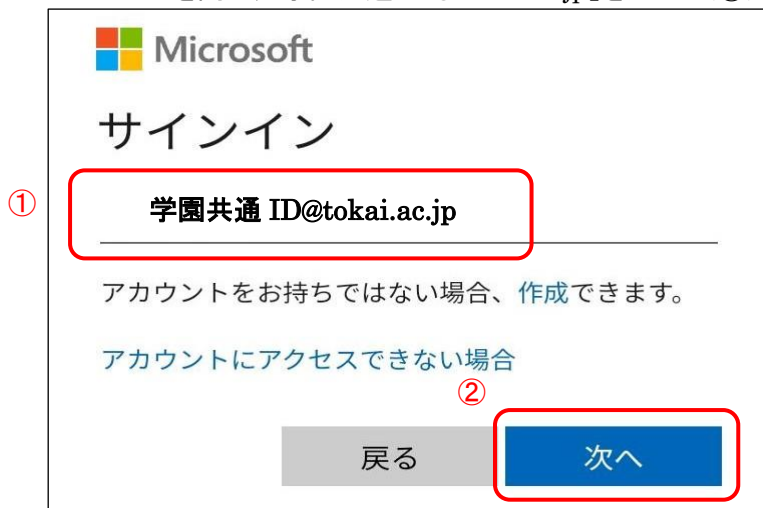 Microsoft
サインイン
①
学園共通 ID@tokai.ac.jp
アカウントをお持ちではない場合、作成できます。
アカウントにアクセスできない場合
②
戻る
次へ